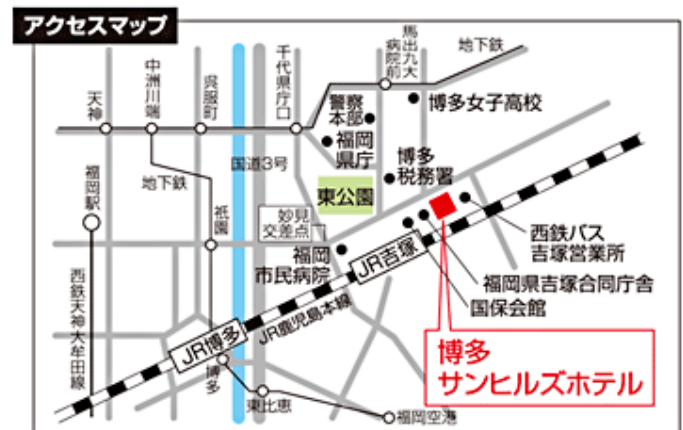 アクセスマップ
天神
中洲川端
呉服町
千代県庁口
馬出九大
病院前
地下鉄
警察
本部
博多女子高校
福岡
県庁
博多
税務署
国道3号
地下鉄
東公園
福岡駅
祇園
妙見
交差点
西鉄バス
吉塚営業所
福岡
市民病院
JR吉塚
福岡県吉塚合同庁舎
国保会館
西鉄天神大牟田線
JR鹿児島本線
JR博多
博多
サンヒルズホテル
博多
東比恵
福岡空港